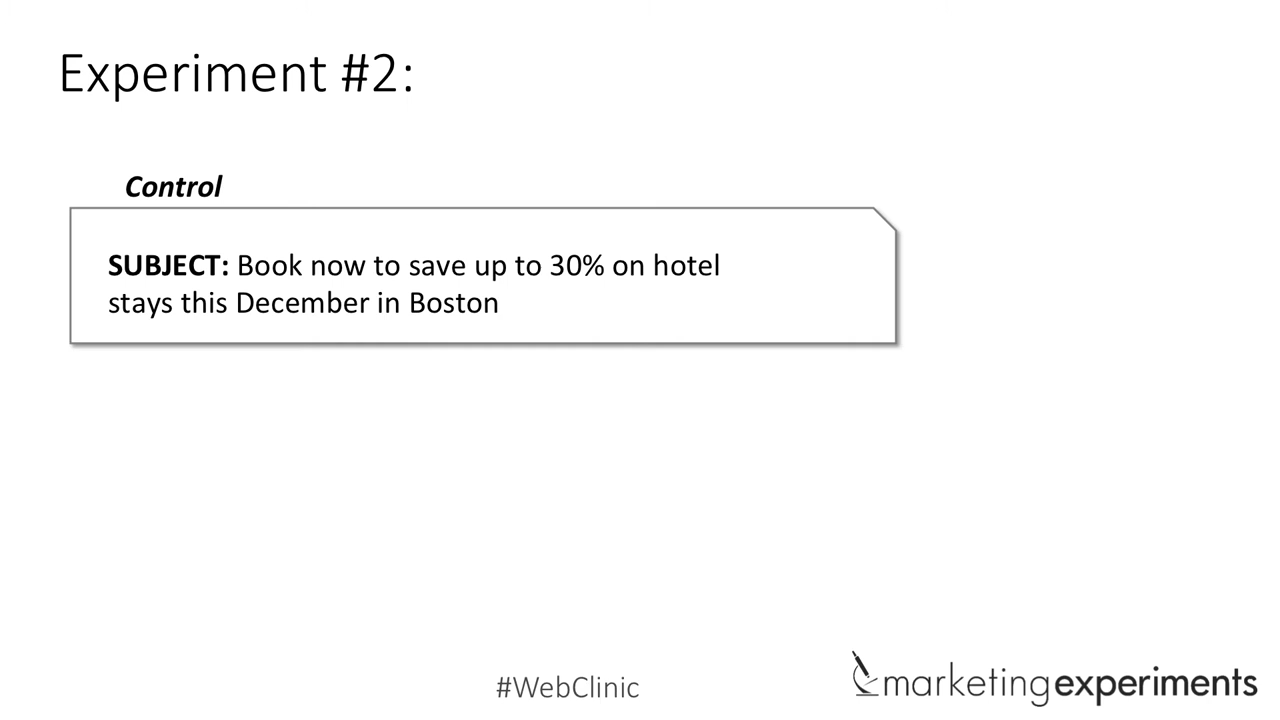 Experiment #2:
Control
SUBJECT: Book now to save up to 30% on hotel
stays this December in Boston
#WebClinic
marketingexperiments